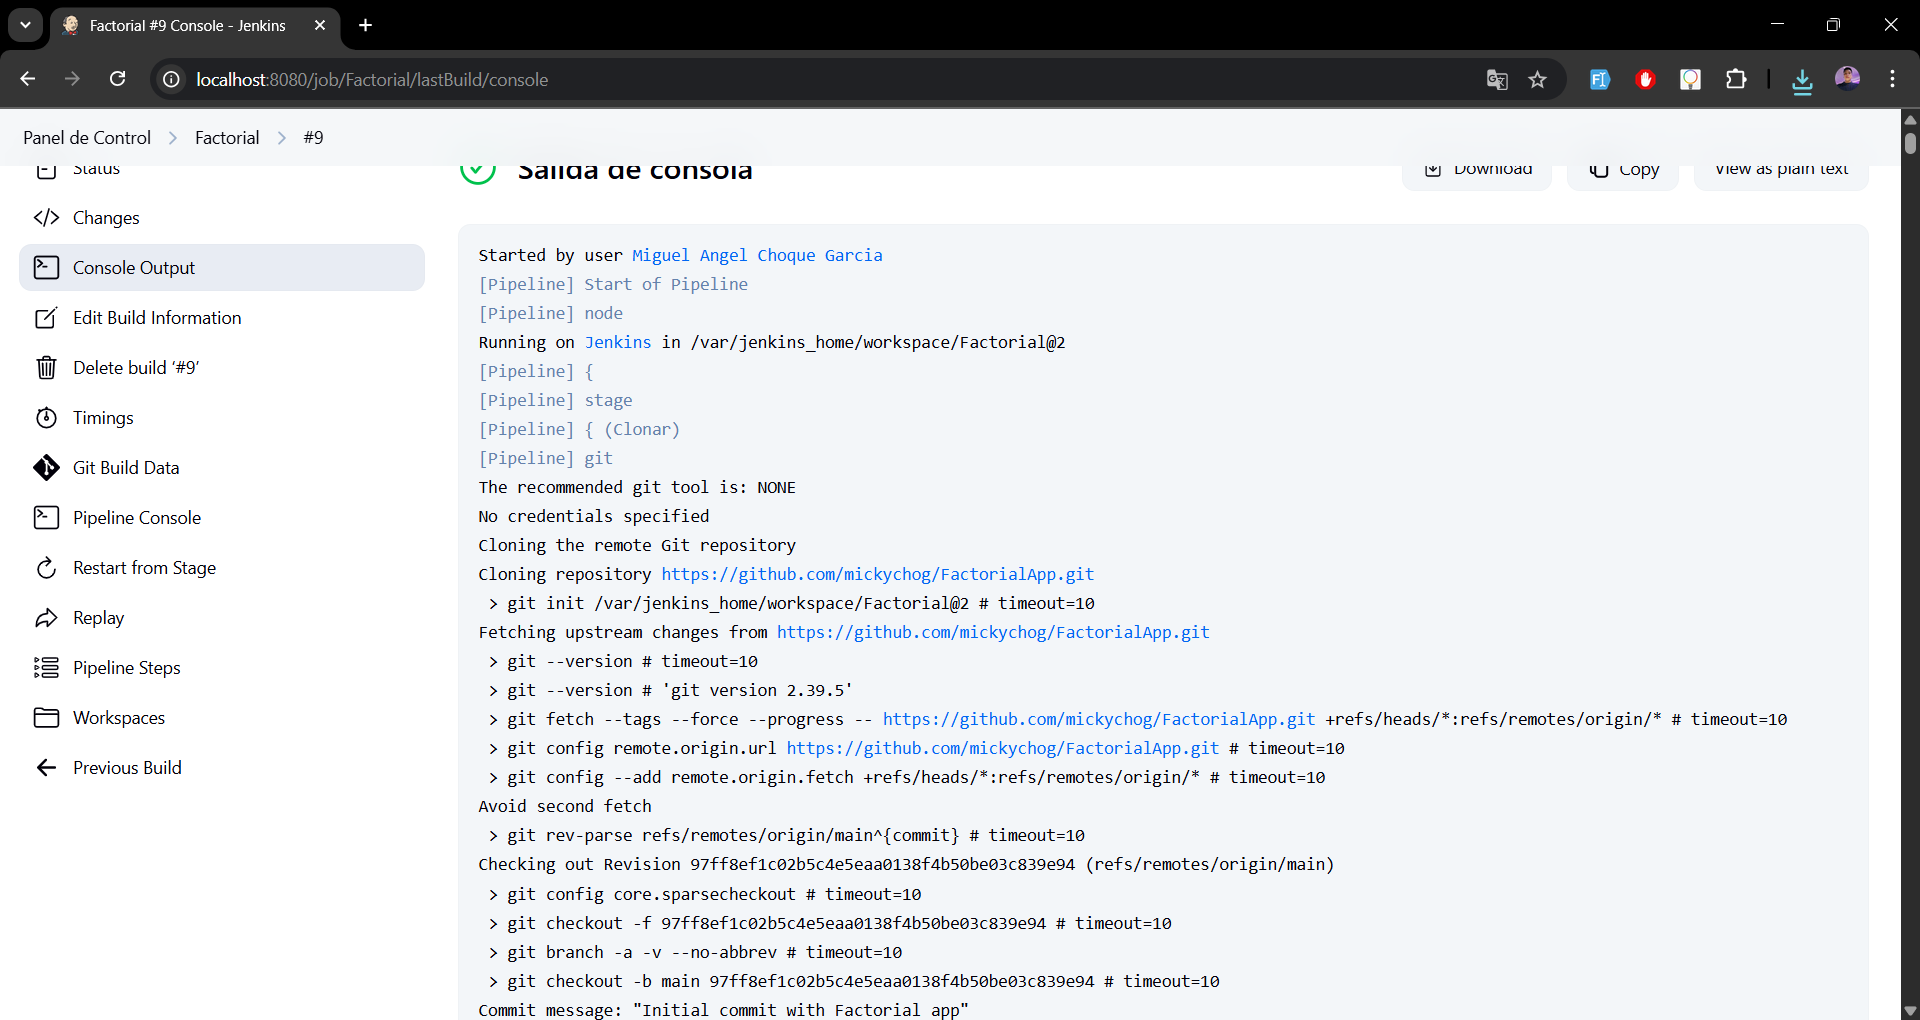 Factorial #9 Console - Jenkins
localhost:8080/job/Factorial/lastBuild/console
Panel de Control
Factorial
#9
Status
Changes
Console Output
Edit Build Information
Delete build ‘#9’
Timings
Git Build Data
Pipeline Console
Restart from Stage
Replay
Pipeline Steps
Workspaces
Previous Build
Salida de consola
Download
Copy
View as plain text
Started by user Miguel Angel Choque Garcia
[Pipeline] Start of Pipeline
[Pipeline] node
Running on Jenkins in /var/jenkins_home/workspace/Factorial@2
[Pipeline] {
[Pipeline] stage
[Pipeline] { (Clonar)
[Pipeline] git
The recommended git tool is: NONE
No credentials specified
Cloning the remote Git repository
Cloning repository https://github.com/mickychog/FactorialApp.git
> git init /var/jenkins_home/workspace/Factorial@2 # timeout=10
Fetching upstream changes from https://github.com/mickychog/FactorialApp.git
> git --version # timeout=10
> git --version # 'git version 2.39.5'
> git fetch --tags --force --progress -- https://github.com/mickychog/FactorialApp.git +refs/heads/*:refs/remotes/origin/* # timeout=10
> git config remote.origin.url https://github.com/mickychog/FactorialApp.git # timeout=10
> git config --add remote.origin.fetch +refs/heads/*:refs/remotes/origin/* # timeout=10
Avoid second fetch
> git rev-parse refs/remotes/origin/main^{commit} # timeout=10
Checking out Revision 97ff8ef1c02b5c4e5eaa0138f4b50be03c839e94 (refs/remotes/origin/main)
> git config core.sparsecheckout # timeout=10
> git checkout -f 97ff8ef1c02b5c4e5eaa0138f4b50be03c839e94 # timeout=10
> git branch -a -v --no-abbrev # timeout=10
> git checkout -b main 97ff8ef1c02b5c4e5eaa0138f4b50be03c839e94 # timeout=10
Commit message: "Initial commit with Factorial app"